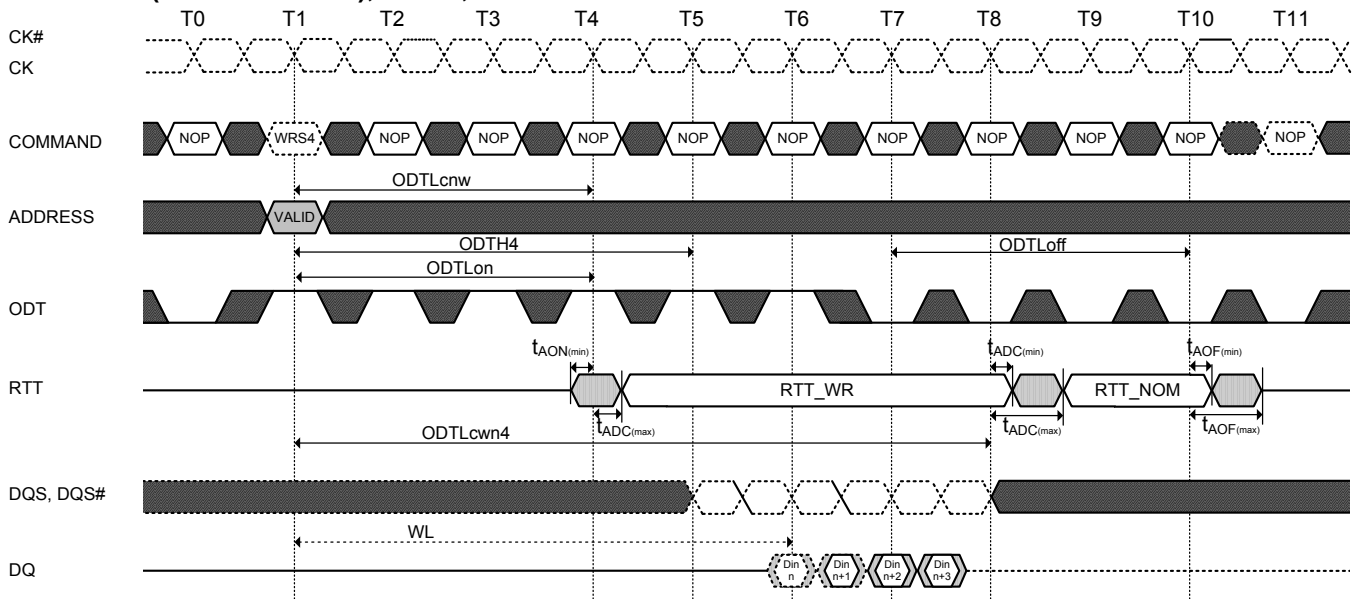 T0 T1 T2 T3 T4 T5 T6 T7 T8 T9 T10 T11
CK#
CK
COMMAND NOP WRS4 NOP NOP NOP NOP NOP NOP NOP NOP NOP NOP
ODTLcnw
ADDRESS VALID
ODTH4 ODTLoff
ODTLon
ODT
tAON(min) tADC(min) tAOF(min)
RTT RTT_WR RTT_NOM
tADC(max) tADC(max) tAOF(max)
ODTLcwn4
DQS, DQS#
WL
DQ Din n Din n+1 Din n+2 Din n+3